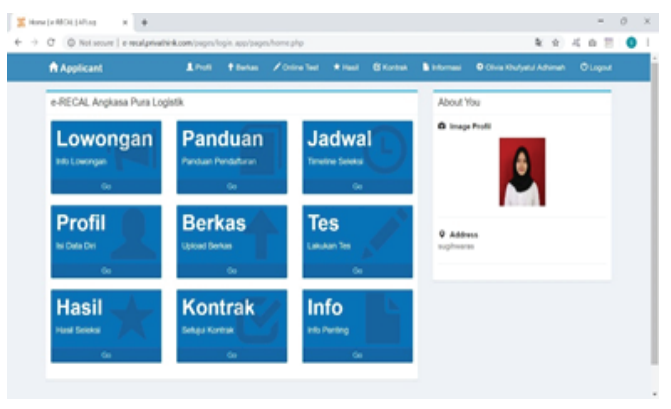 Home | e-RECAL | APLog
Not secure | e-recal.privathink.com/pages/login-app/pages/home.php
Applicant
Profil
Berkas
Online Test
Hasil
Kontrak
Informasi
Olivia Khufyatul Adhimah
Logout
e-RECAL Angkasa Pura Logistik
About You
Lowongan
Info Lowongan
Go
Panduan
Panduan Pendaftaran
Go
Jadwal
Timeline Seleksi
Go
Image Profil
Profil
Isi Data Diri
Go
Berkas
Upload Berkas
Go
Tes
Lakukan Tes
Go
Address
sugihwaras
Hasil
Hasil Seleksi
Go
Kontrak
Setujui Kontrak
Go
Info
Info Penting
Go